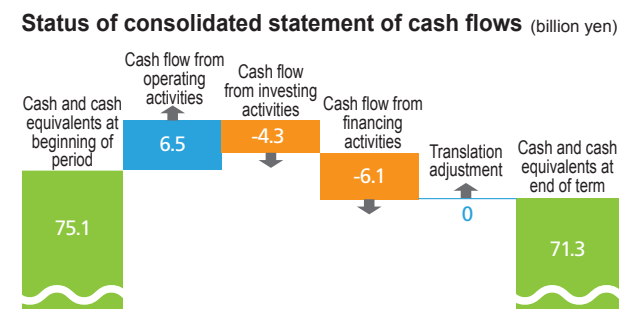 Status of consolidated statement of cash flows (billion yen)
Cash and cash
equivalents at
beginning of
period
75.1
Cash flow from
operating
activities
6.5
Cash flow
from investing
activities
-4.3
Cash flow from
financing
activities
-6.1
Translation
adjustment
0
Cash and cash
equivalents at
end of term
71.3